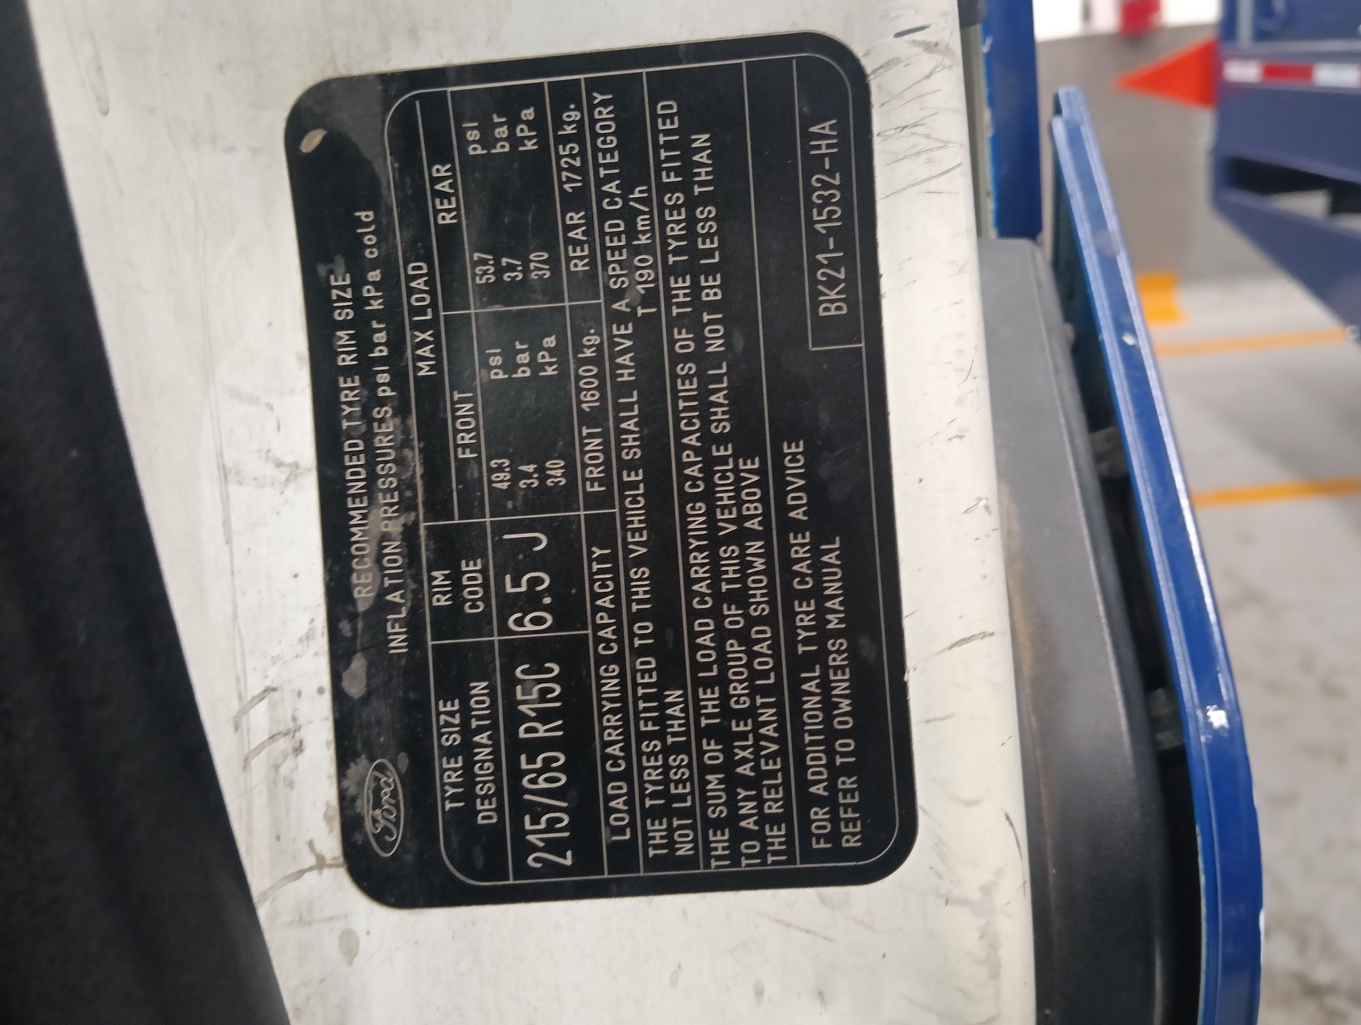 Ford
RECOMMENDED TYRE RIM SIZE
INFLATION PRESSURES psi bar kPa cold
TYRE SIZE DESIGNATION
RIM CODE
MAX LOAD
FRONT
REAR
215/65 R15C
6.5 J
49.3 psi
3.4 bar
340 kPa
53.7 psi
3.7 bar
370 kPa
LOAD CARRYING CAPACITY
FRONT 1600 kg.
REAR 1725 kg.
THE TYRES FITTED TO THIS VEHICLE SHALL HAVE A SPEED CATEGORY
NOT LESS THAN T 190 km/h
THE SUM OF THE LOAD CARRYING CAPACITIES OF THE TYRES FITTED
TO ANY AXLE GROUP OF THIS VEHICLE SHALL NOT BE LESS THAN
THE RELEVANT LOAD SHOWN ABOVE
FOR ADDITIONAL TYRE CARE ADVICE
REFER TO OWNERS MANUAL
BK21-1532-HA